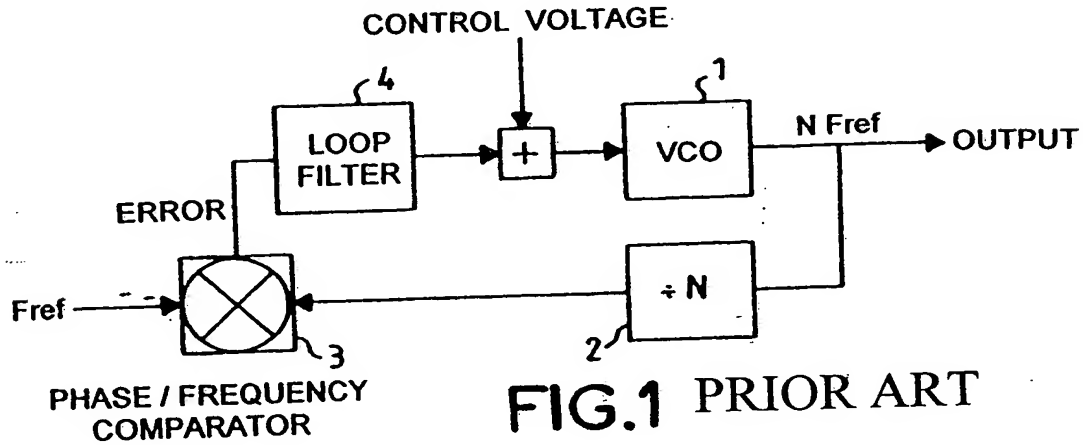 CONTROL VOLTAGE
4
1
LOOP
FILTER
+
VCO
N Fref
OUTPUT
ERROR
Fref
÷ N
2
3
PHASE / FREQUENCY
COMPARATOR
FIG.1 PRIOR ART